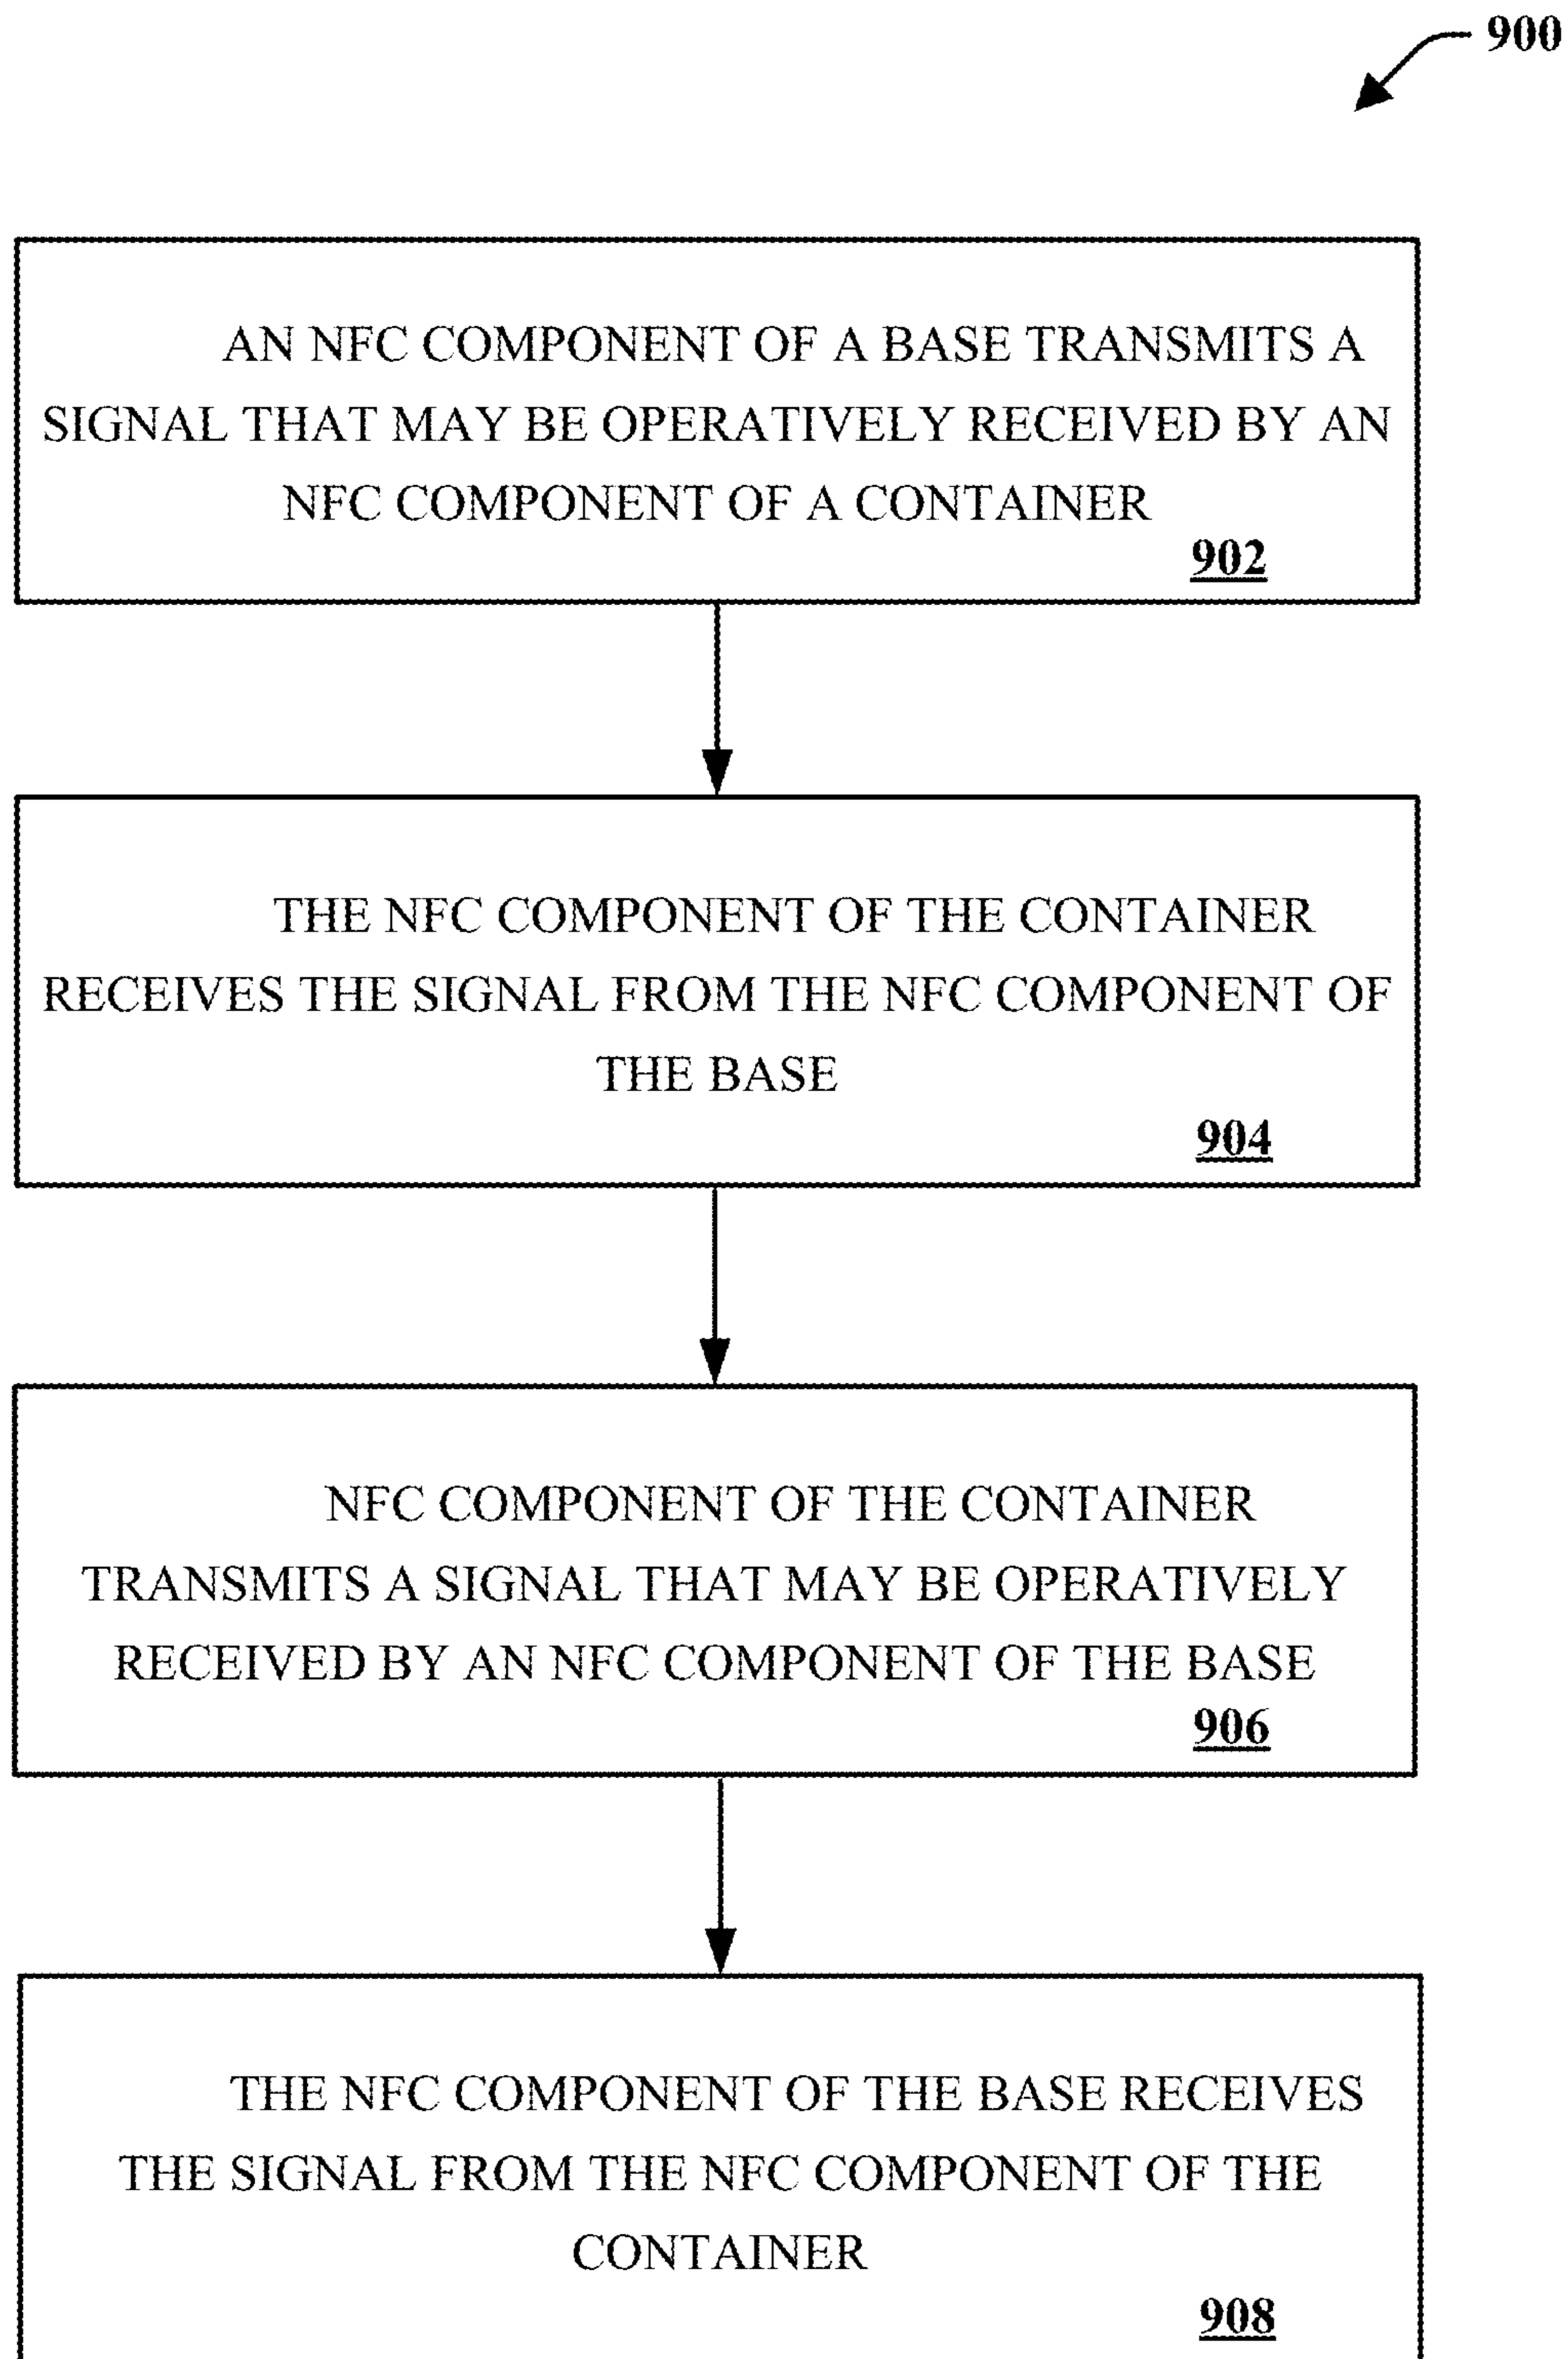 900
AN NFC COMPONENT OF A BASE TRANSMITS A
SIGNAL THAT MAY BE OPERATIVELY RECEIVED BY AN
NFC COMPONENT OF A CONTAINER
902
THE NFC COMPONENT OF THE CONTAINER
RECEIVES THE SIGNAL FROM THE NFC COMPONENT OF
THE BASE
904
NFC COMPONENT OF THE CONTAINER
TRANSMITS A SIGNAL THAT MAY BE OPERATIVELY
RECEIVED BY AN NFC COMPONENT OF THE BASE
906
THE NFC COMPONENT OF THE BASE RECEIVES
THE SIGNAL FROM THE NFC COMPONENT OF THE
CONTAINER
908